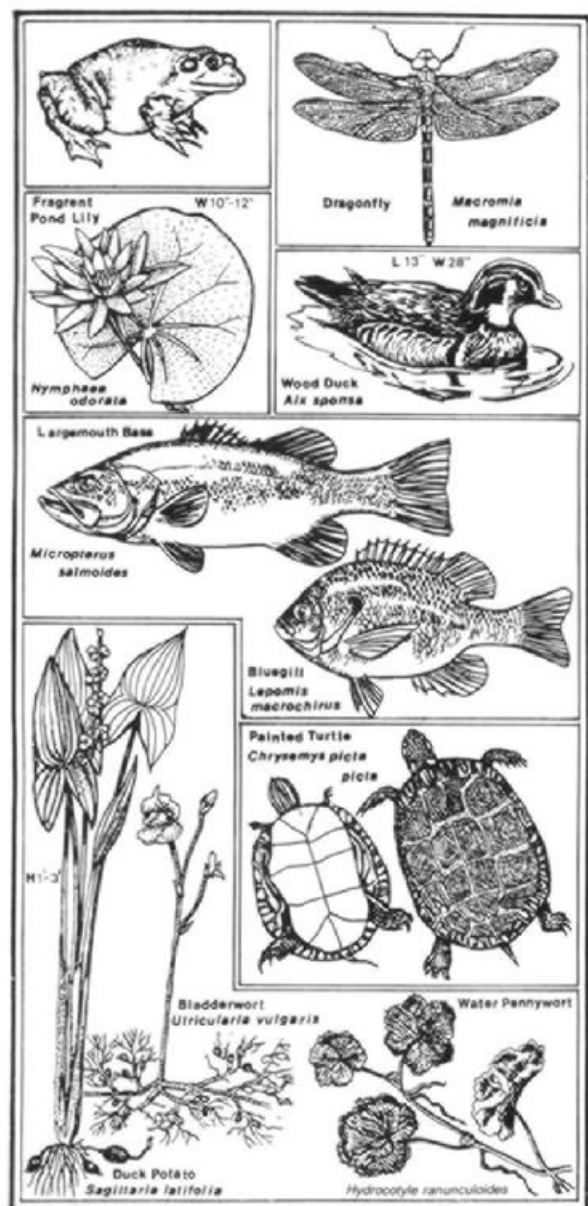 Dragonfly
Macromia
magnificia
Fragrent
Pond Lily
W 10"-12"
Nymphaea
odorata
L 13" W 28"
Wood Duck
Aix sponsa
Largemouth Bass
Micropterus
salmoides
Bluegill
Lepomis
macrochirus
Painted Turtle
Chrysemys picta
picta
H 1'-3'
Bladderwort
Utricularia vulgaris
Duck Potato
Sagittaria latifolia
Water Pennywort
Hydrocotyle ranunculoides